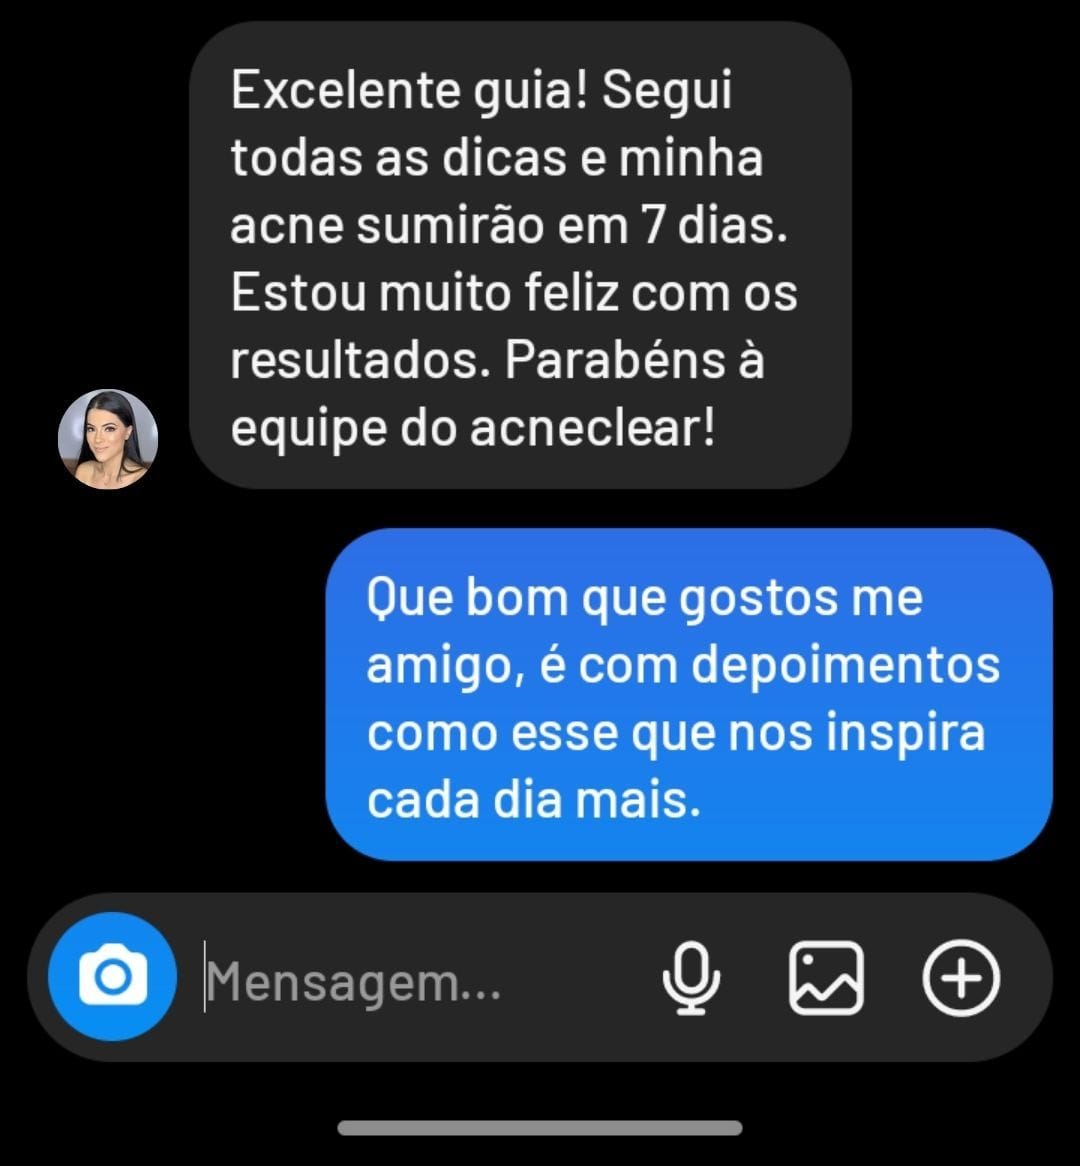 Excelente guia! Segui
todas as dicas e minha
acne sumirão em 7 dias.
Estou muito feliz com os
resultados. Parabéns à
equipe do acneclear!
Que bom que gostos me
amigo, é com depoimentos
como esse que nos inspira
cada dia mais.
Mensagem...